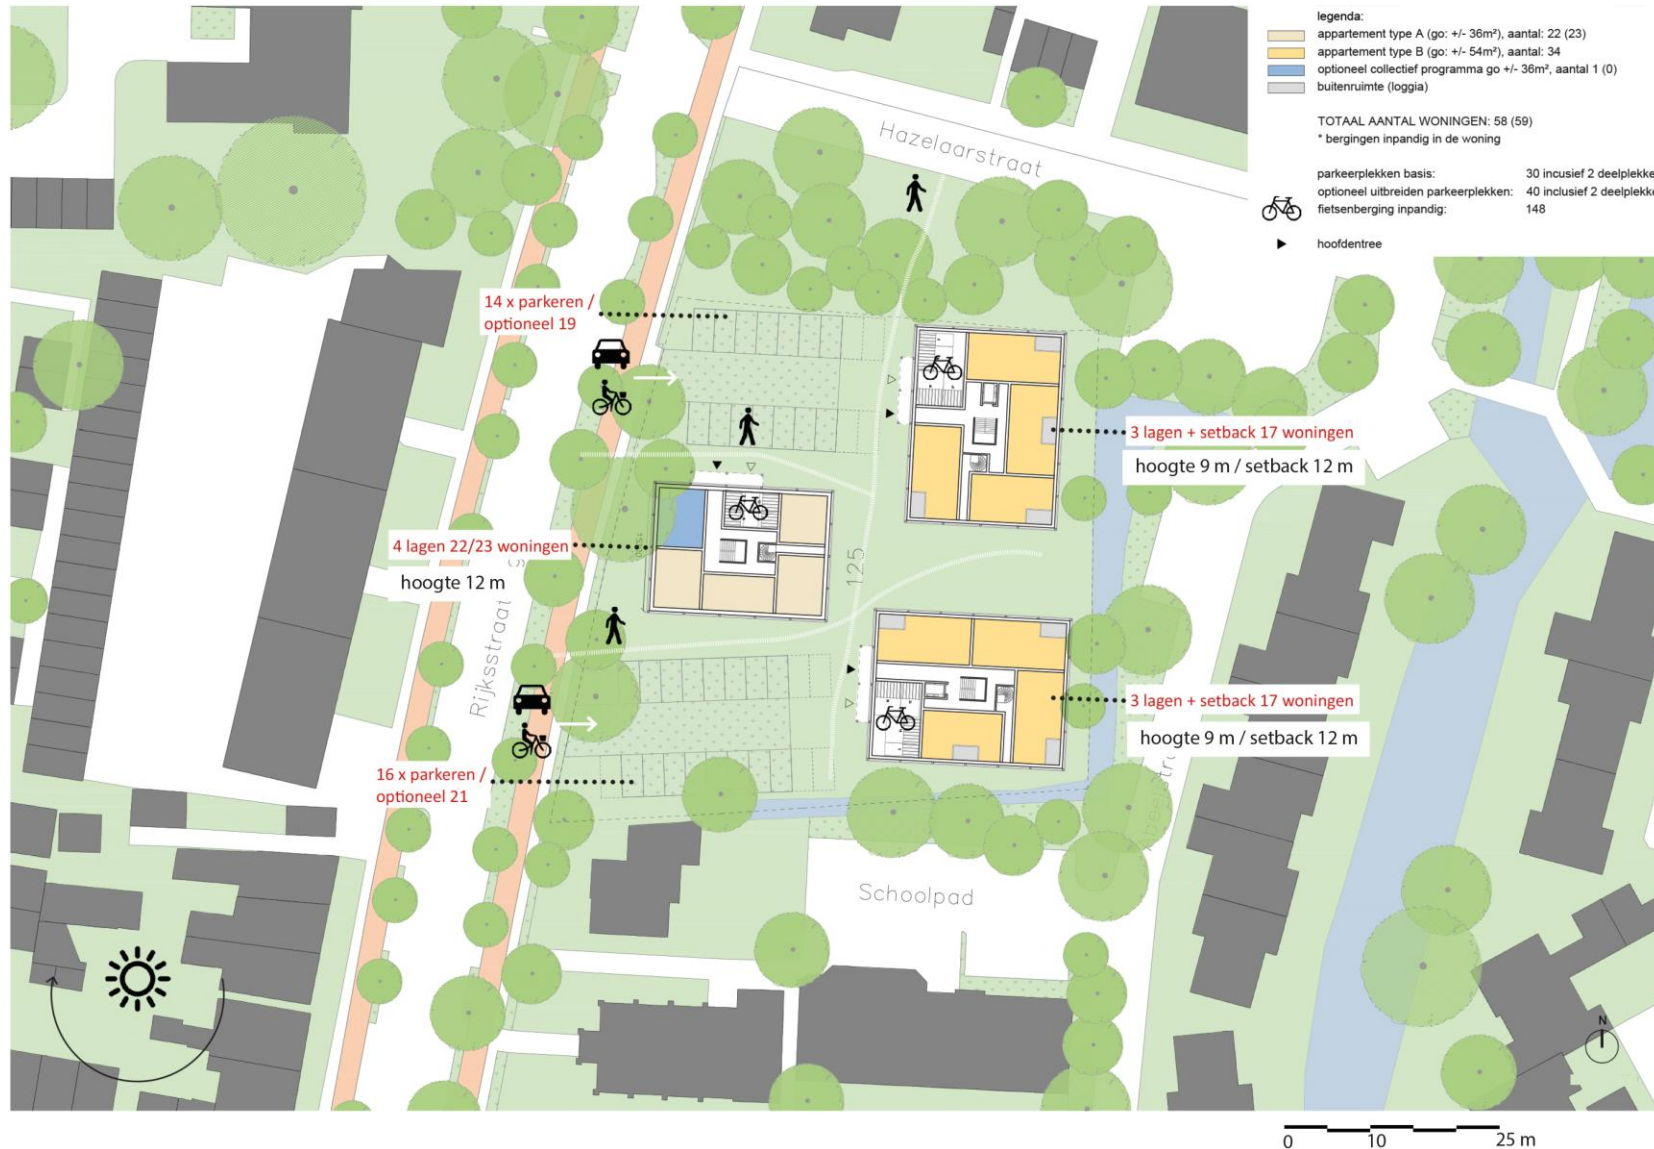 legenda:
appartement type A (go: +/- 36m²), aantal: 22 (23)
appartement type B (go: +/- 54m²), aantal: 34
optioneel collectief programma go +/- 36m², aantal 1 (0)
buitenruimte (loggia)
TOTAAL AANTAL WONINGEN: 58 (59)
* bergingen inpandig in de woning
parkeerplekken basis: 30 incusief 2 deelplekke
optioneel uitbreiden parkeerplekken: 40 inclusief 2 deelplekke
fietsenberging inpandig: 148
hoofdentree
Hazelaarstraat
14 x parkeren /
optioneel 19
3 lagen + setback 17 woningen
hoogte 9 m / setback 12 m
4 lagen 22/23 woningen
hoogte 12 m
125
Rijksstraat
3 lagen + setback 17 woningen
hoogte 9 m / setback 12 m
16 x parkeren /
optioneel 21
Schoolpad
N
0 10 25 m